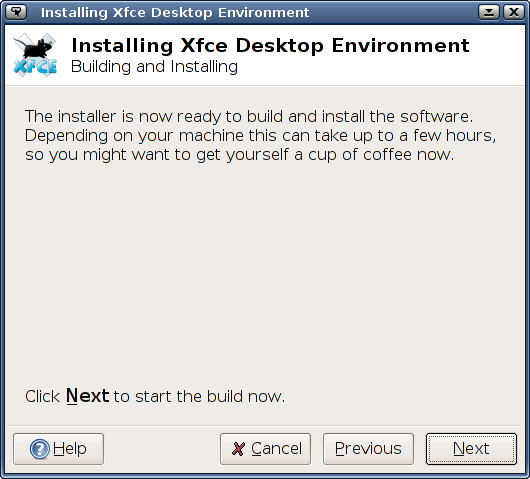 Installing Xfce Desktop Environment
Installing Xfce Desktop Environment
XFCE
Building and Installing
The installer is now ready to build and install the software.
Depending on your machine this can take up to a few hours,
so you might want to get yourself a cup of coffee now.
Click Next to start the build now.
? Help
Cancel
Previous
Next